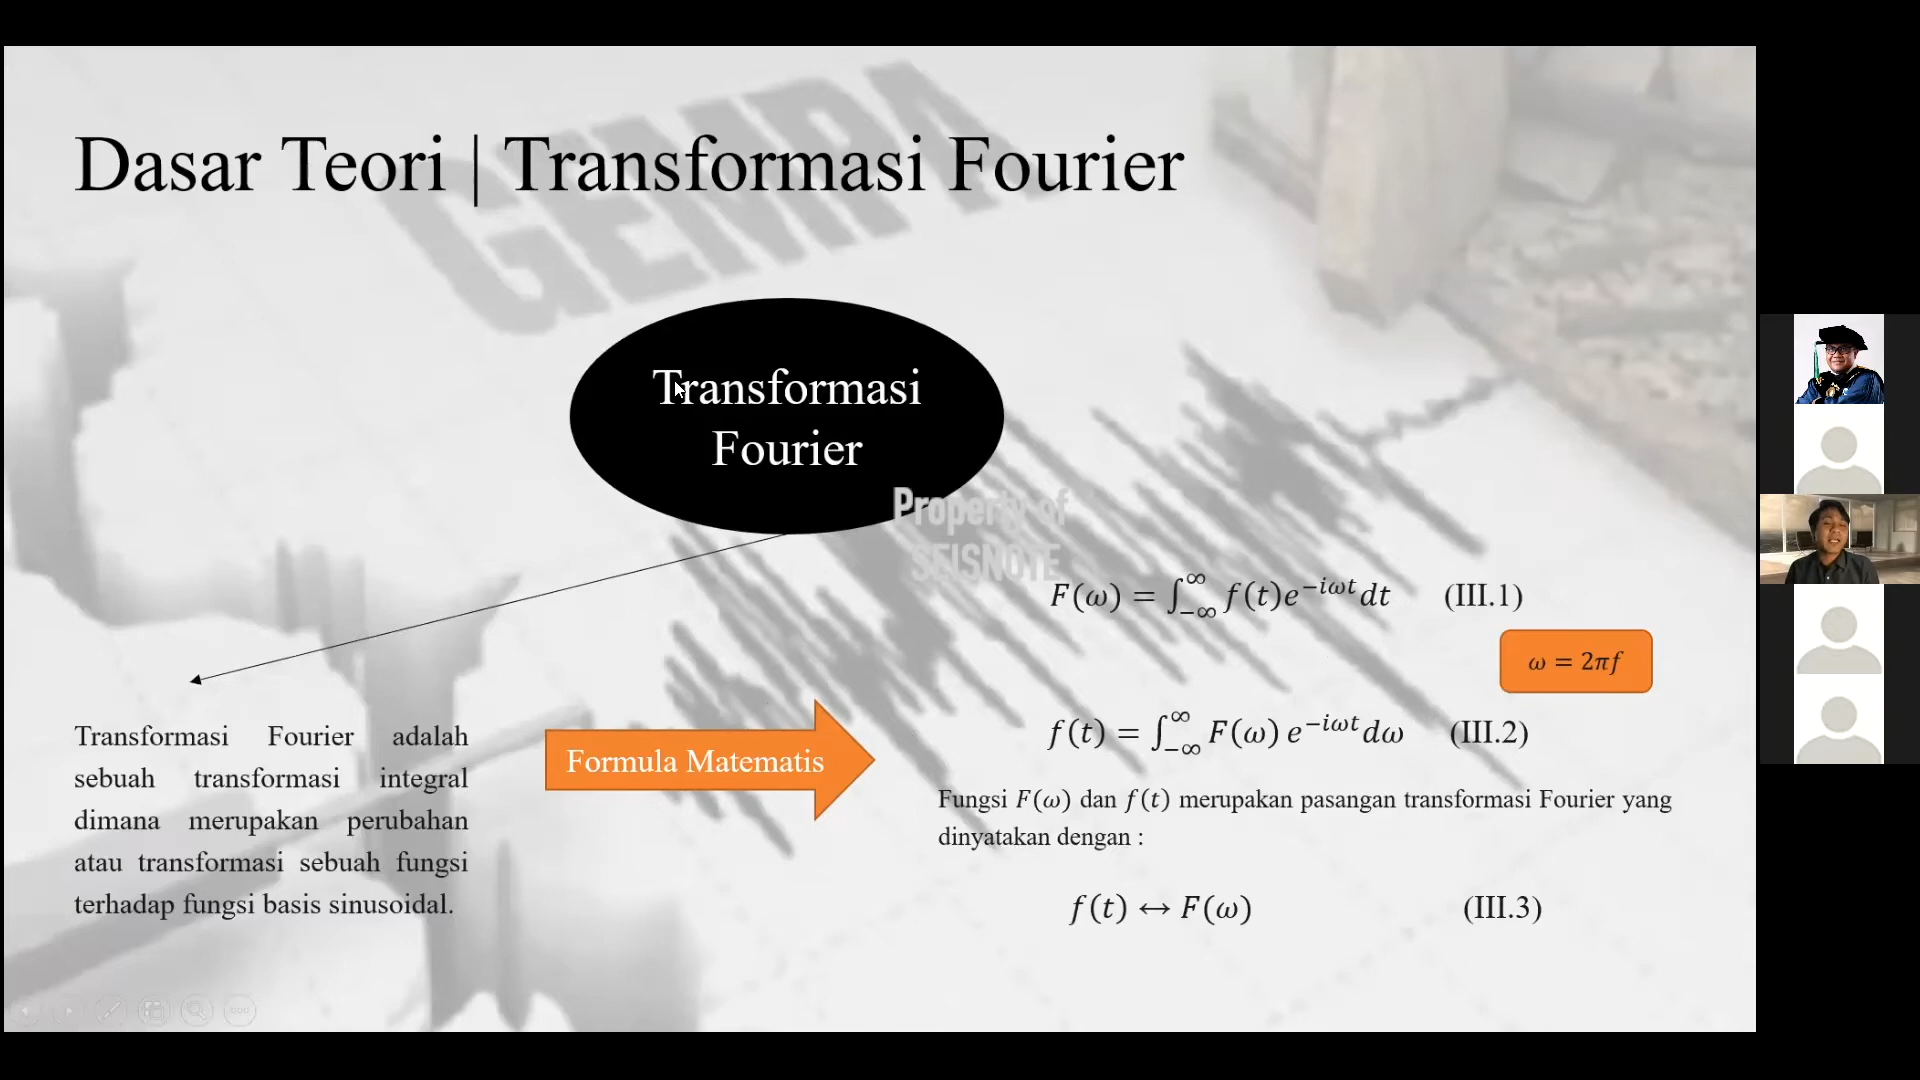 GEMPA
Dasar Teori | Transformasi Fourier
Transformasi
Fourier
Property of
SEISNOTE
F(ω) = ∫_{-∞}^{∞} f(t)e^{-iωt}dt (III.1)
ω = 2πf
f(t) = ∫_{-∞}^{∞} F(ω) e^{-iωt}dω (III.2)
Transformasi Fourier adalah
sebuah transformasi integral
dimana merupakan perubahan
atau transformasi sebuah fungsi
terhadap fungsi basis sinusoidal.
Formula Matematis
Fungsi F(ω) dan f(t) merupakan pasangan transformasi Fourier yang
dinyatakan dengan :
f(t) ↔ F(ω) (III.3)